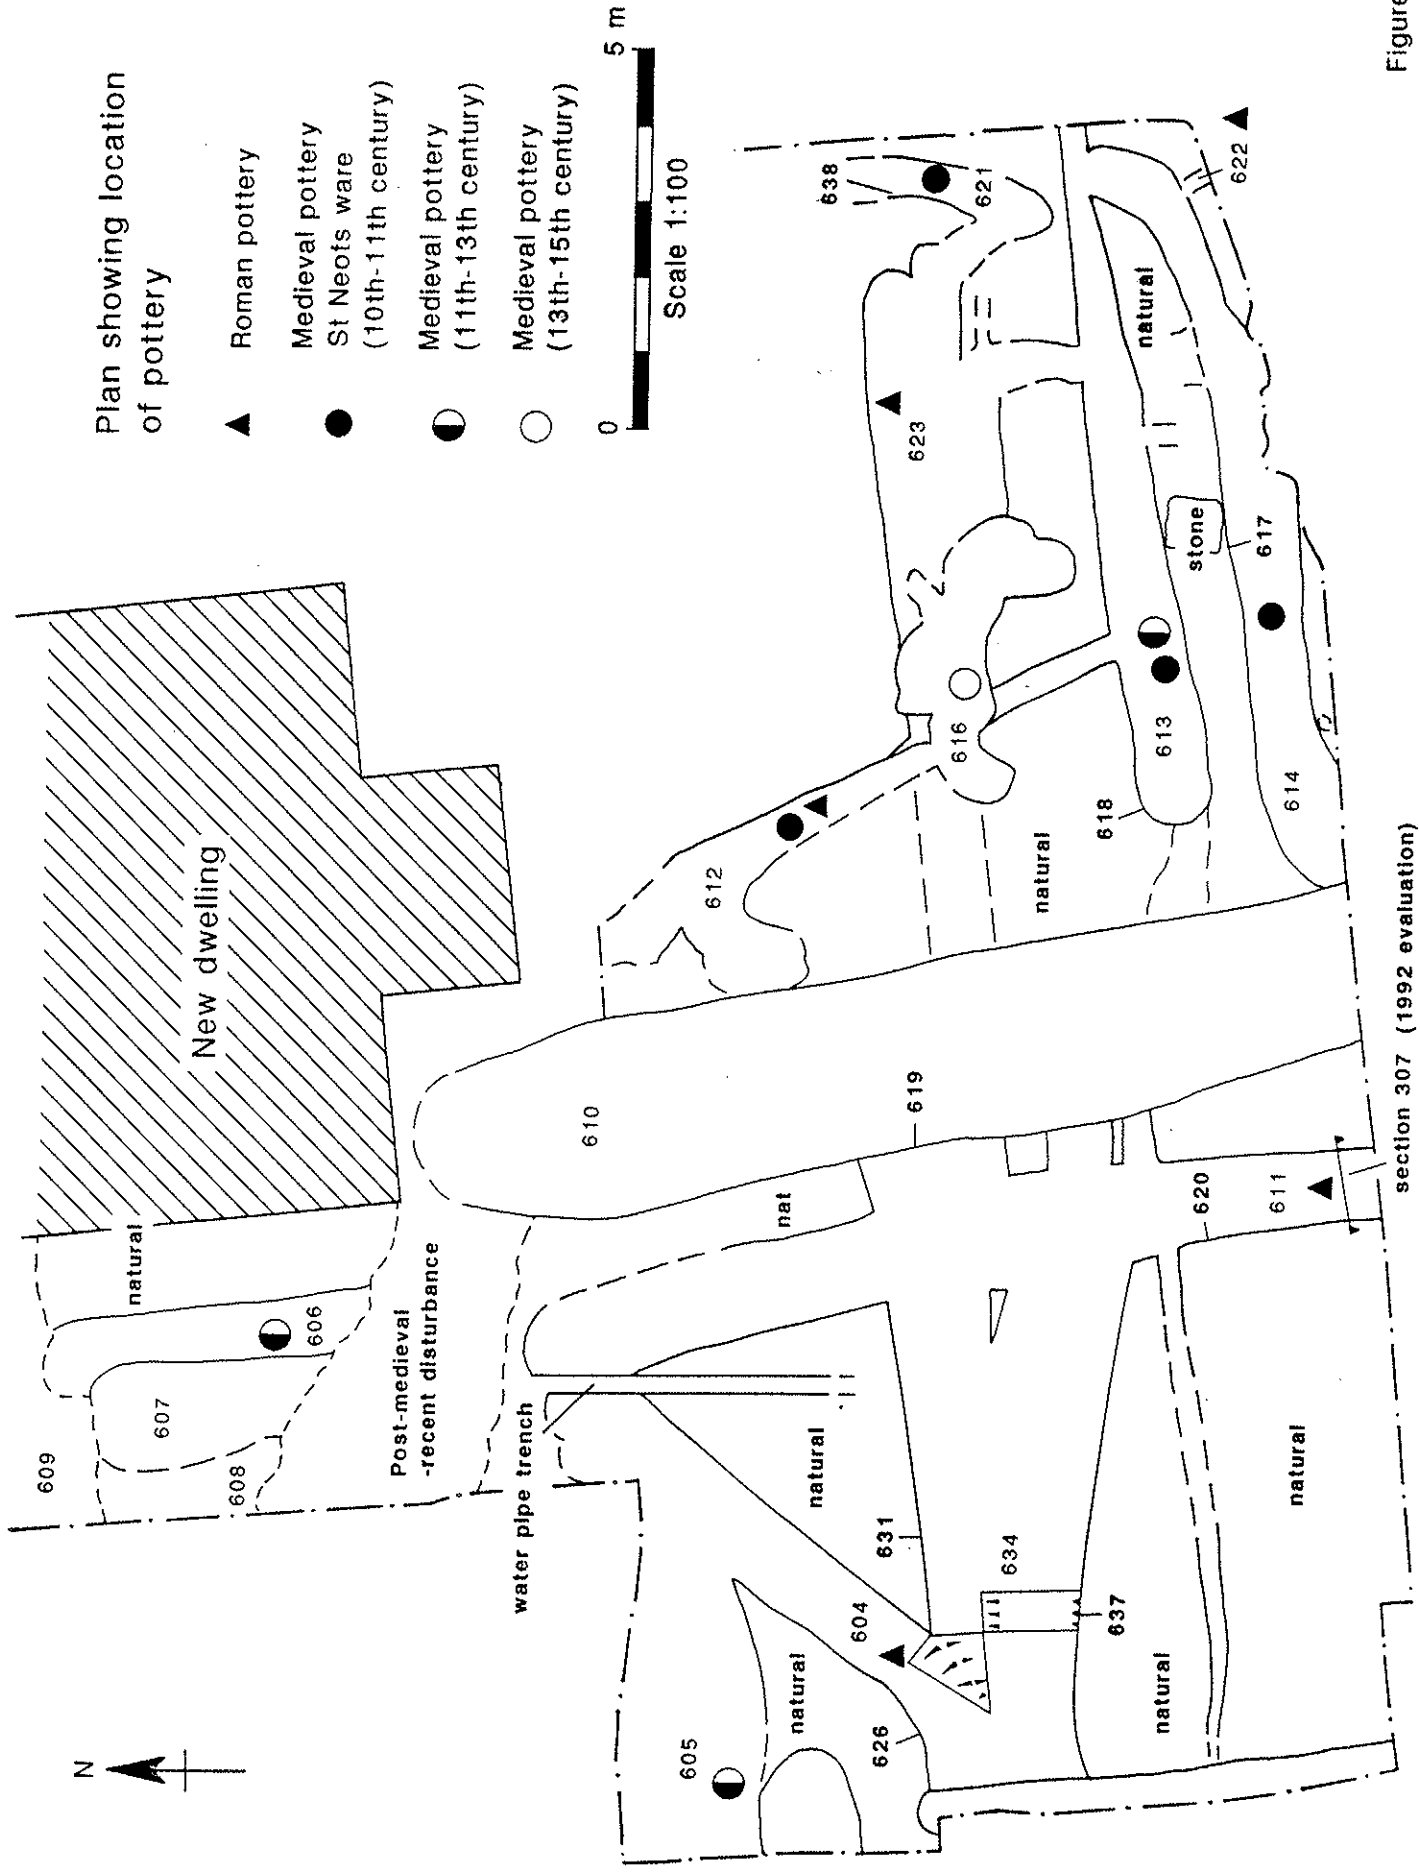 Plan showing location
of pottery
Roman pottery
Medieval pottery
St Neots ware
(10th-11th century)
Medieval pottery
(11th-13th century)
Medieval pottery
(13th-15th century)
0
5 m
Scale 1:100
N
New dwelling
609
natural
607
606
608
Post-medieval
-recent disturbance
water pipe trench
610
612
638
621
623
616
605
natural
626
604
natural
nat
631
634
637
619
natural
618
613
stone
natural
622
617
614
natural
620
611
natural
section 307 (1992 evaluation)
Figure